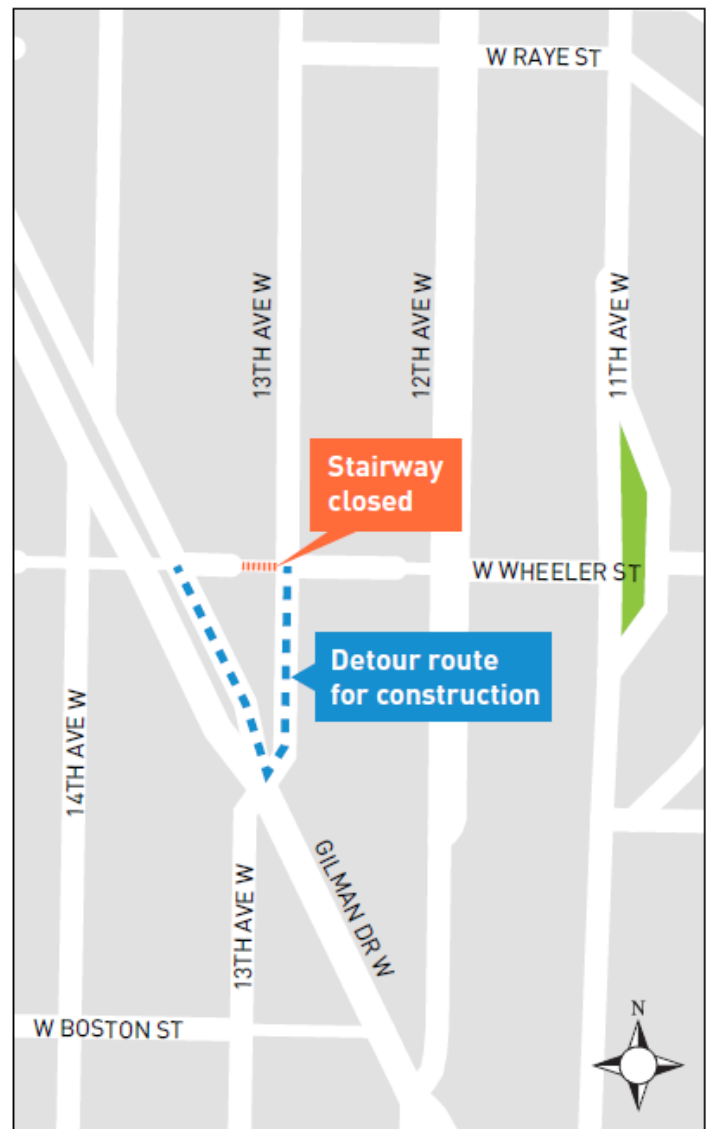 W RAYE ST
13TH AVE W
12TH AVE W
11TH AVE W
Stairway
closed
W WHEELER ST
Detour route
for construction
14TH AVE W
13TH AVE W
GILMAN DR W
W BOSTON ST
N